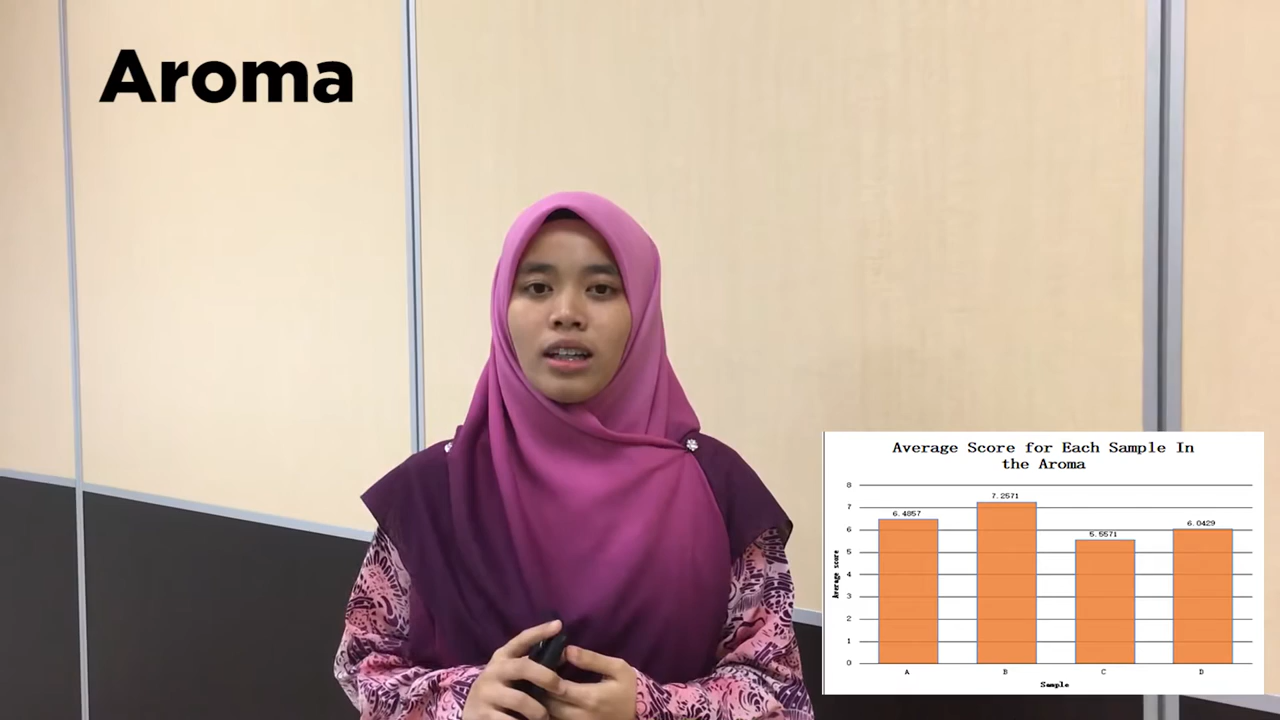 Aroma
Average Score for Each Sample In
the Aroma
8
7
6
5
4
3
2
1
0
Average score
6.4857
7.2571
5.5571
6.0429
A B C D
Sample